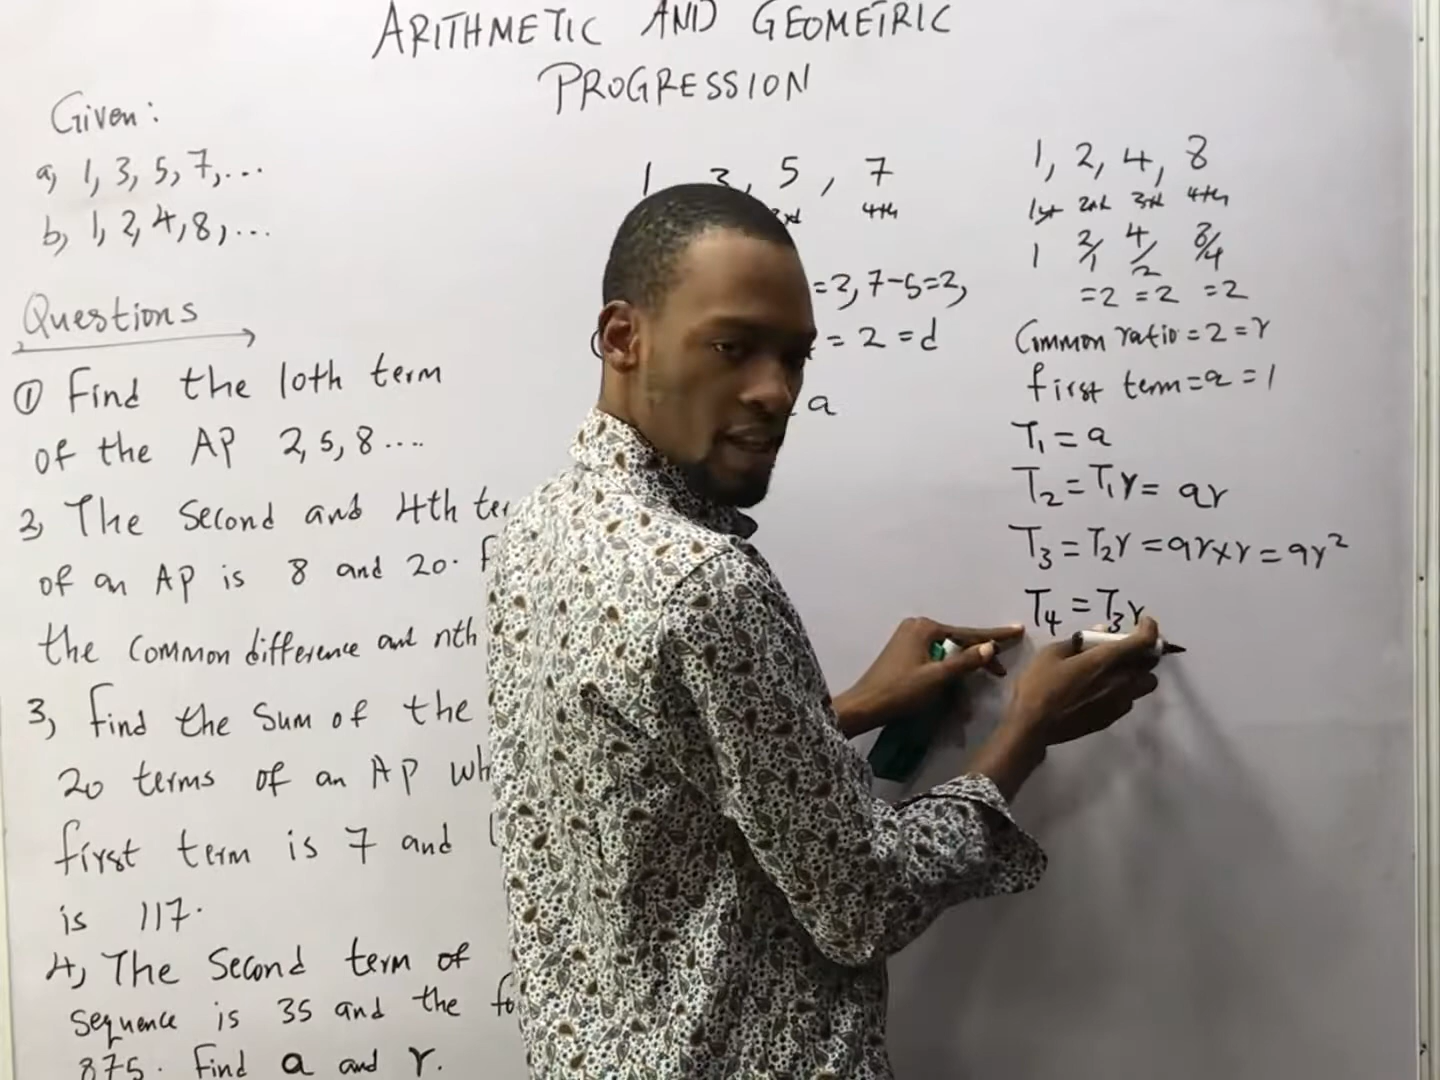 ARITHMETIC AND GEOMETRIC
PROGRESSION
Given:
a, 1, 3, 5, 7, ...
b, 1, 2, 4, 8, ...
Questions
① Find the 10th term
of the AP 2, 5, 8 ....
2, The Second and 4th
of an AP is 8 and 20.
the Common difference and nth
3, find the Sum of the
20 terms of an AP
first term is 7 and
is 117.
4, The Second term of
sequence is 35 and the
875. Find a and r.
1 3, 5, 7
4th
=3, 7-5=2,
= 2 = d
a
1, 2, 4, 8
1st 2nd 3rd 4th
1 2/1 4/2 8/4
=2 =2 =2
Common ratio = 2 = r
first term = a = 1
T₁ = a
T₂ = T₁r = ar
T₃ = T₂r = ar×r = ar²
T₄ = T₃r